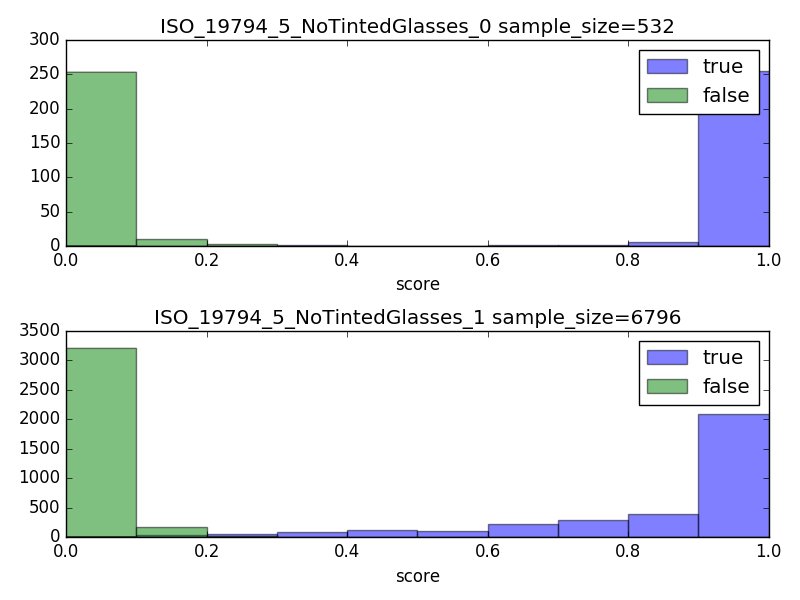 ISO_19794_5_NoTintedGlasses_0 sample_size=532
300
250
200
150
100
50
0
true
false
0.0 0.2 0.4 0.6 0.8 1.0
score
ISO_19794_5_NoTintedGlasses_1 sample_size=6796
3500
3000
2500
2000
1500
1000
500
0
true
false
0.0 0.2 0.4 0.6 0.8 1.0
score